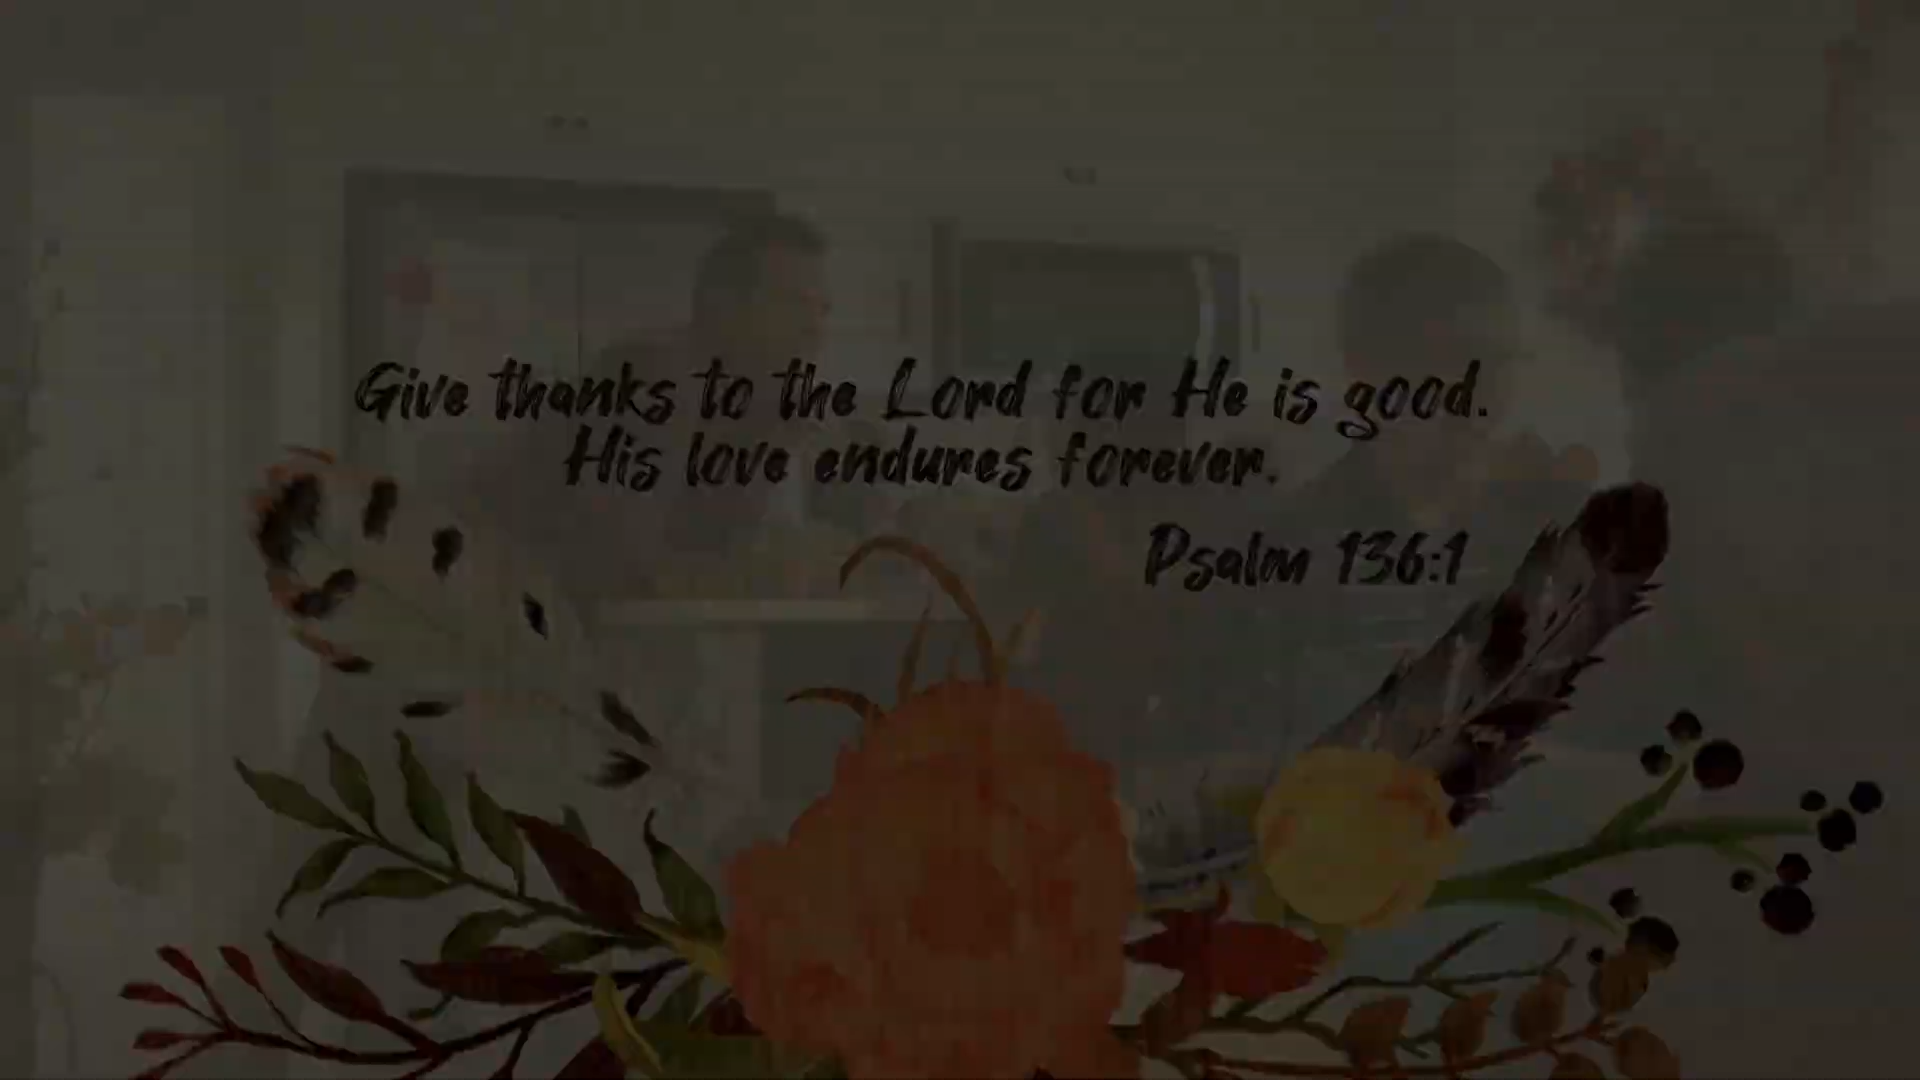 Give thanks to the Lord for He is good.
His love endures forever.
Psalm 136:1